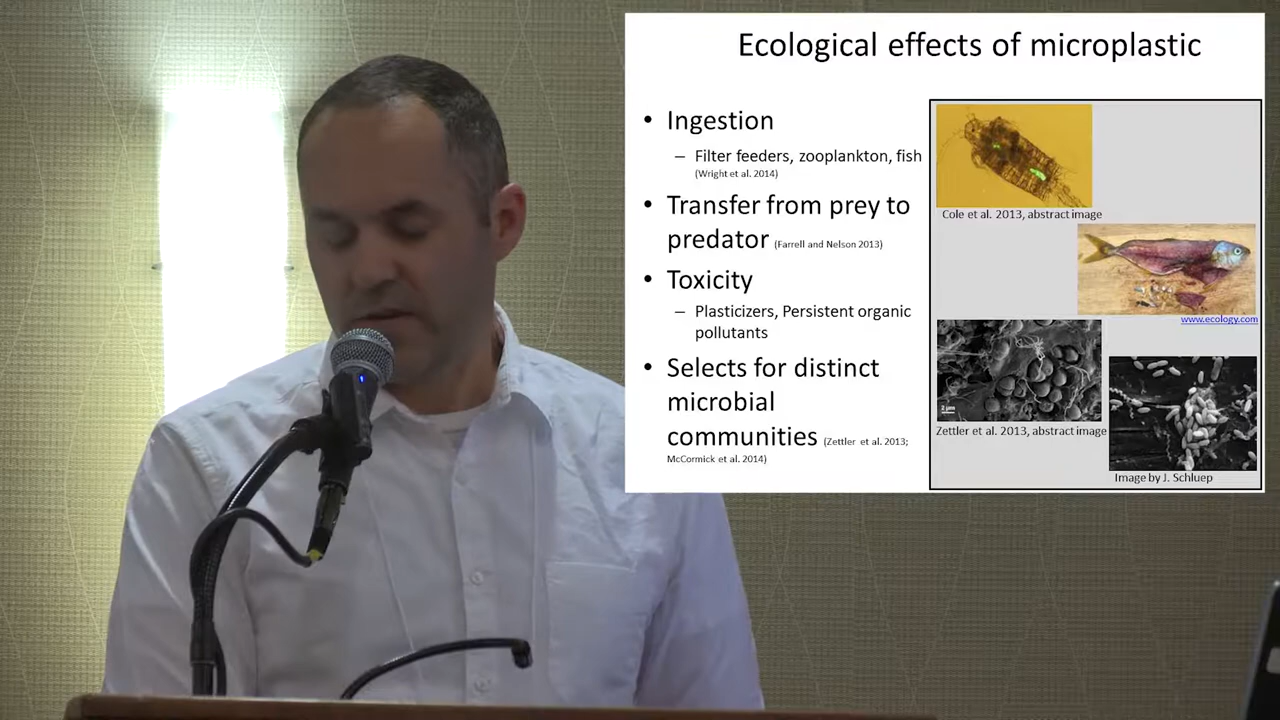 Ecological effects of microplastic
• Ingestion
– Filter feeders, zooplankton, fish
(Wright et al. 2014)
• Transfer from prey to
predator (Farrell and Nelson 2013)
• Toxicity
– Plasticizers, Persistent organic
pollutants
• Selects for distinct
microbial
communities (Zettler et al. 2013;
McCormick et al. 2014)
Cole et al. 2013, abstract image
www.ecology.com
2 µm
Zettler et al. 2013, abstract image
Image by J. Schluep